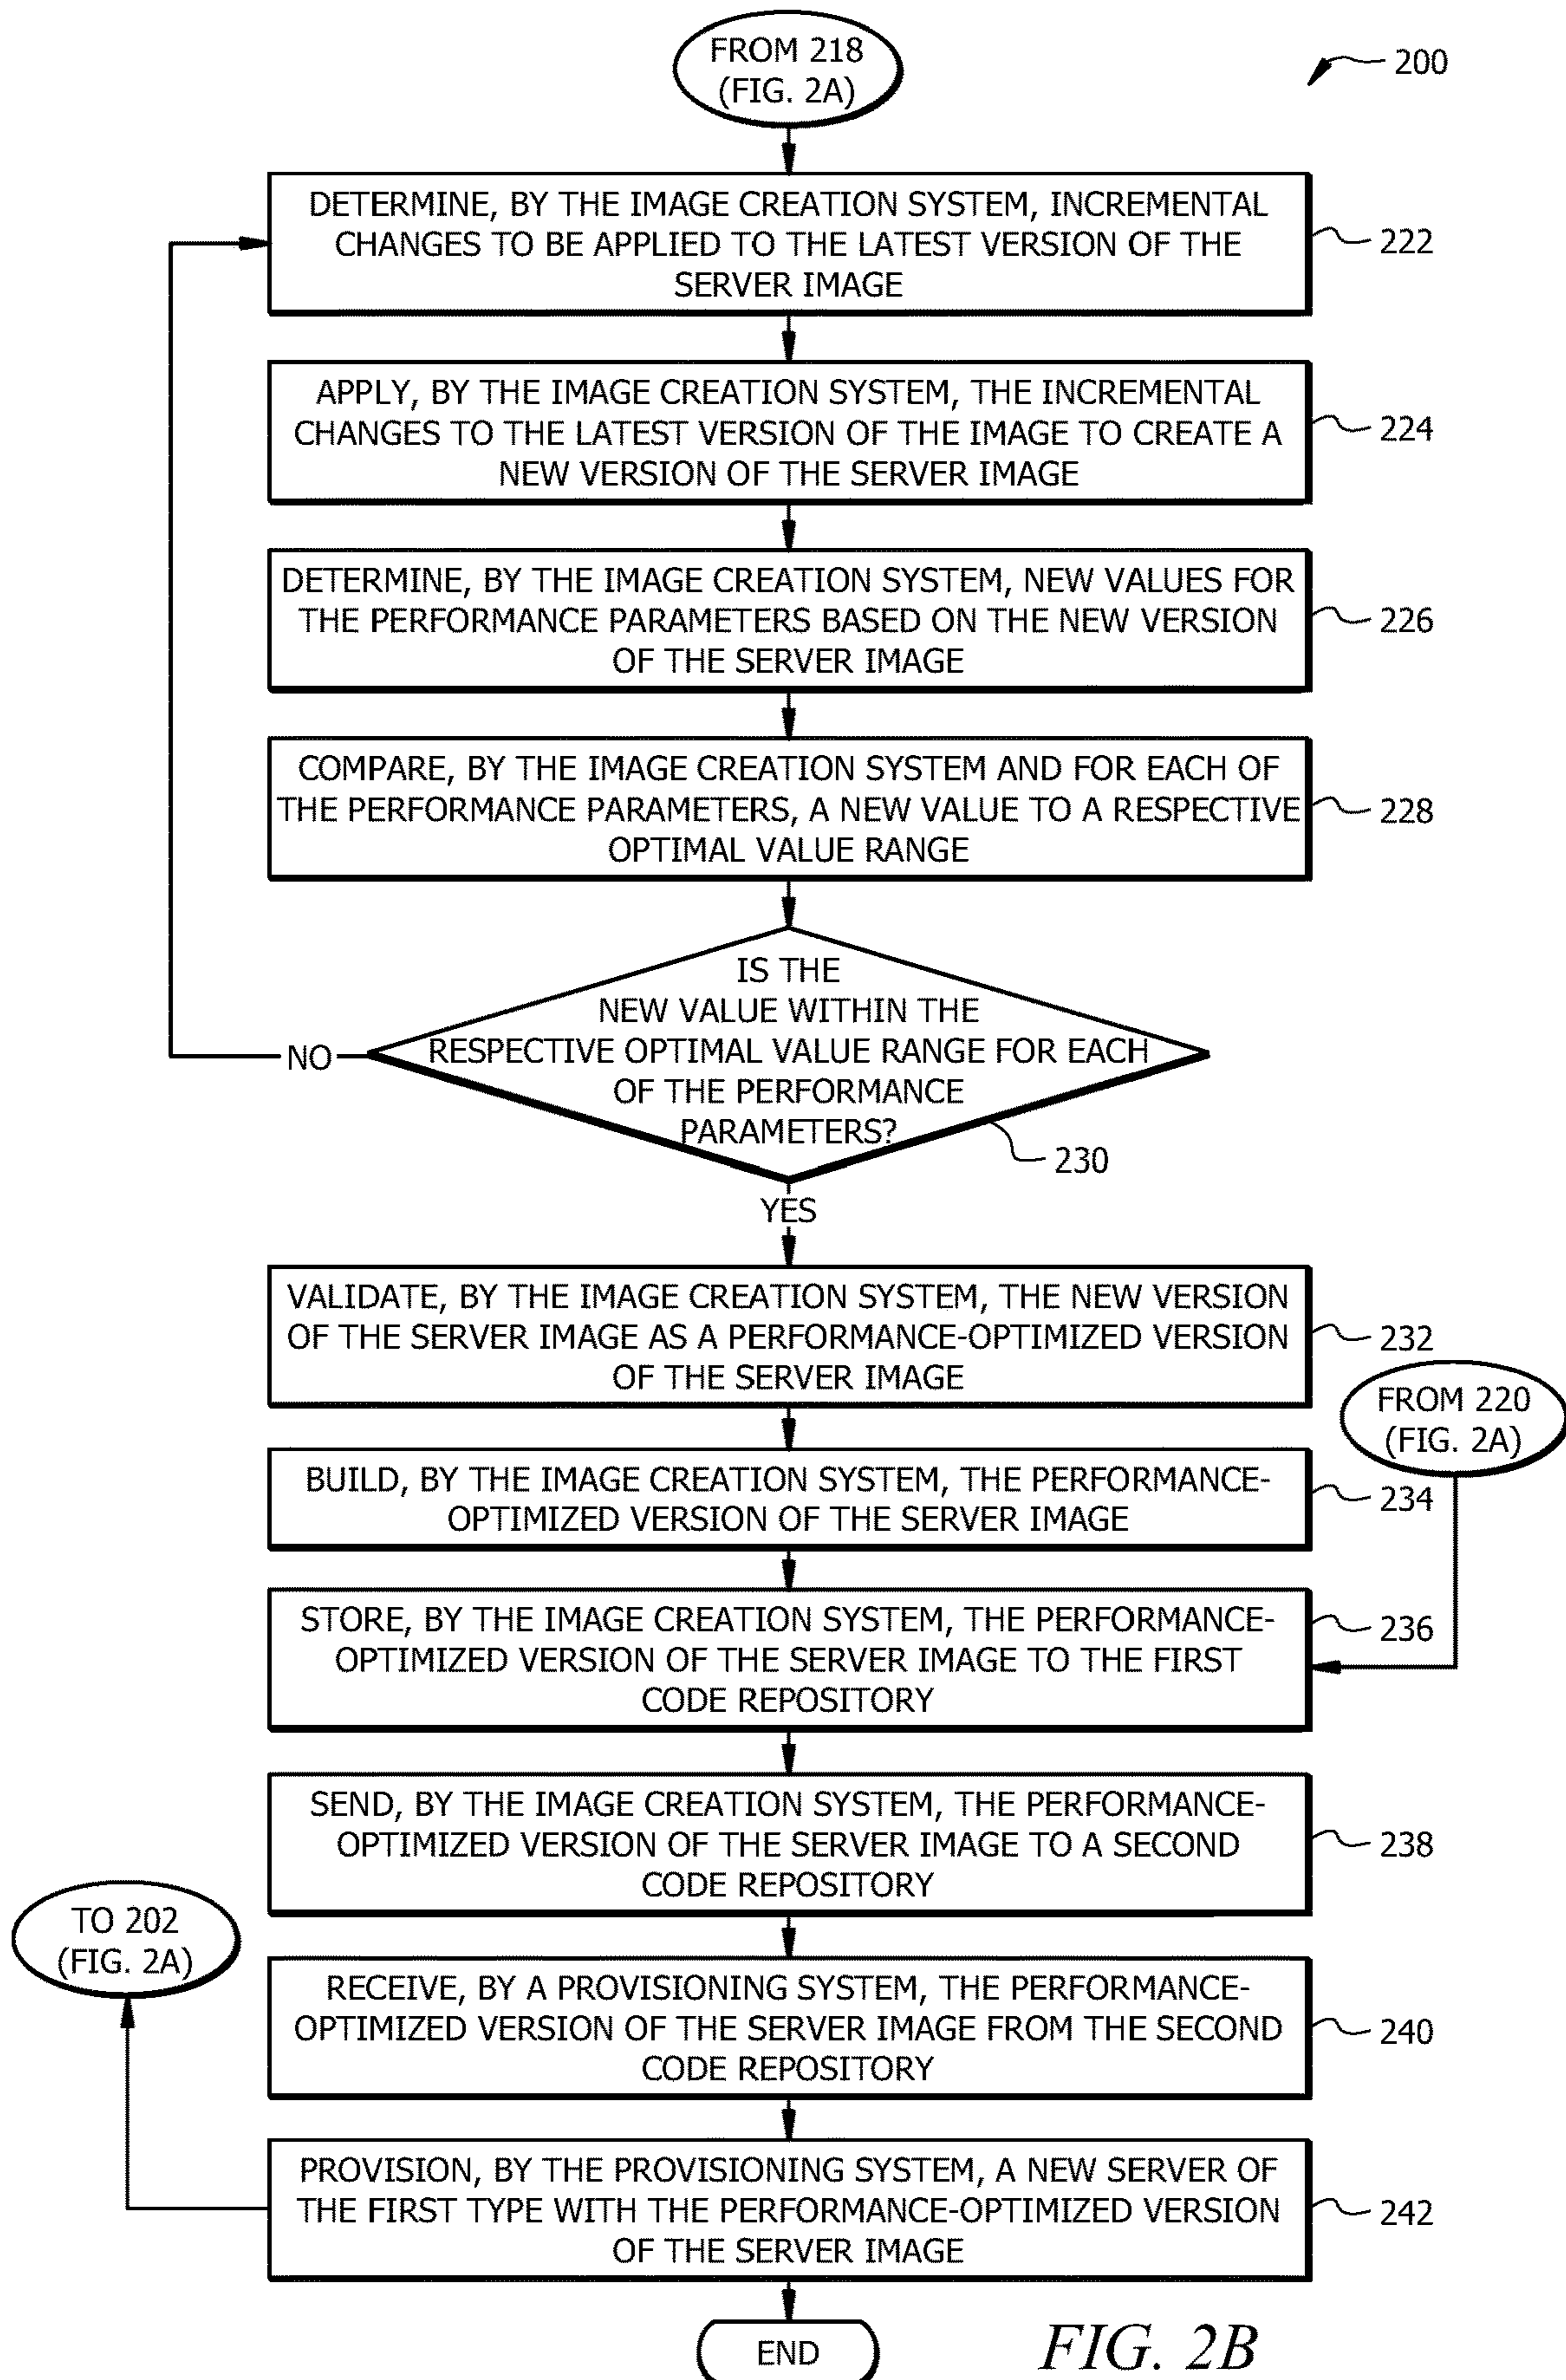 FROM 218
(FIG. 2A)
200
DETERMINE, BY THE IMAGE CREATION SYSTEM, INCREMENTAL
CHANGES TO BE APPLIED TO THE LATEST VERSION OF THE
SERVER IMAGE
222
APPLY, BY THE IMAGE CREATION SYSTEM, THE INCREMENTAL
CHANGES TO THE LATEST VERSION OF THE IMAGE TO CREATE A
NEW VERSION OF THE SERVER IMAGE
224
DETERMINE, BY THE IMAGE CREATION SYSTEM, NEW VALUES FOR
THE PERFORMANCE PARAMETERS BASED ON THE NEW VERSION
OF THE SERVER IMAGE
226
COMPARE, BY THE IMAGE CREATION SYSTEM AND FOR EACH OF
THE PERFORMANCE PARAMETERS, A NEW VALUE TO A RESPECTIVE
OPTIMAL VALUE RANGE
228
IS THE
NEW VALUE WITHIN THE
RESPECTIVE OPTIMAL VALUE RANGE FOR EACH
OF THE PERFORMANCE
PARAMETERS?
NO
230
YES
VALIDATE, BY THE IMAGE CREATION SYSTEM, THE NEW VERSION
OF THE SERVER IMAGE AS A PERFORMANCE-OPTIMIZED VERSION
OF THE SERVER IMAGE
232
FROM 220
(FIG. 2A)
BUILD, BY THE IMAGE CREATION SYSTEM, THE PERFORMANCE-
OPTIMIZED VERSION OF THE SERVER IMAGE
234
STORE, BY THE IMAGE CREATION SYSTEM, THE PERFORMANCE-
OPTIMIZED VERSION OF THE SERVER IMAGE TO THE FIRST
CODE REPOSITORY
236
SEND, BY THE IMAGE CREATION SYSTEM, THE PERFORMANCE-
OPTIMIZED VERSION OF THE SERVER IMAGE TO A SECOND
CODE REPOSITORY
238
TO 202
(FIG. 2A)
RECEIVE, BY A PROVISIONING SYSTEM, THE PERFORMANCE-
OPTIMIZED VERSION OF THE SERVER IMAGE FROM THE SECOND
CODE REPOSITORY
240
PROVISION, BY THE PROVISIONING SYSTEM, A NEW SERVER OF
THE FIRST TYPE WITH THE PERFORMANCE-OPTIMIZED VERSION
OF THE SERVER IMAGE
242
END
FIG. 2B